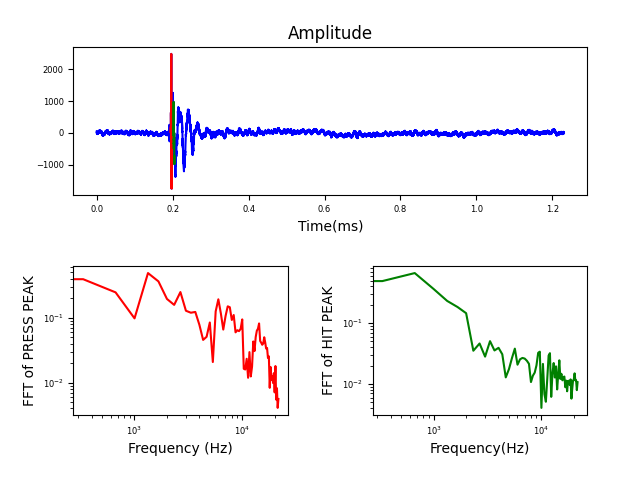 Amplitude
2000
1000
0
−1000
0.0 0.2 0.4 0.6 0.8 1.0 1.2
Time(ms)
FFT of PRESS PEAK
10⁻¹
10⁻²
10³ 10⁴
Frequency (Hz)
FFT of HIT PEAK
10⁻¹
10⁻²
10³ 10⁴
Frequency(Hz)